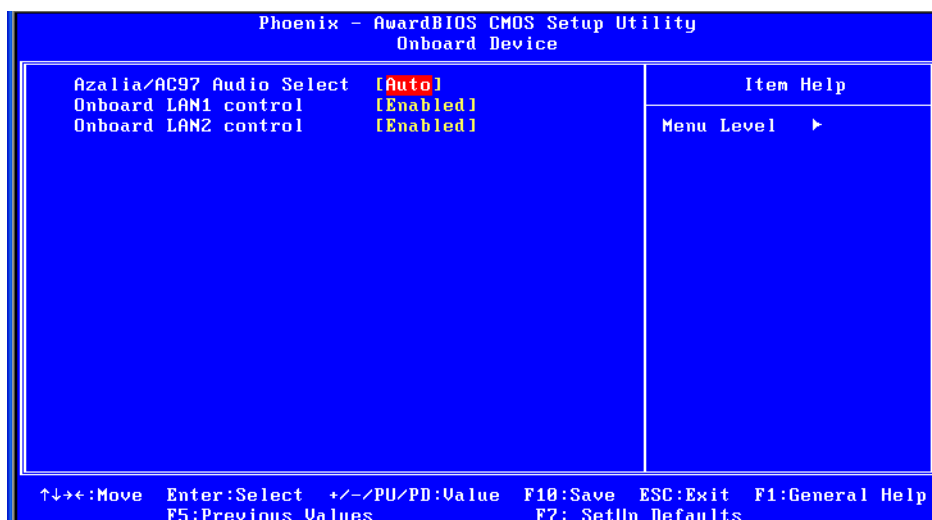 Phoenix - AwardBIOS CMOS Setup Utility
Onboard Device
Azalia/AC97 Audio Select [Auto]
Onboard LAN1 control [Enabled]
Onboard LAN2 control [Enabled]
Item Help
Menu Level ►
↑↓→←:Move Enter:Select +/-/PU/PD:Value F10:Save ESC:Exit F1:General Help
F5:Previous Values F7: SetUp Defaults